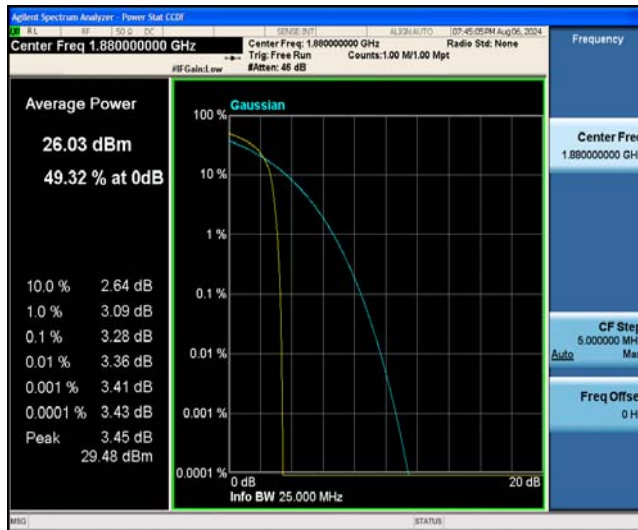 Agilent Spectrum Analyzer - Power Stat CCDF
RL RF 50 Ω DC SENSE:INT ALIGN AUTO 07:45:05 PM Aug 06, 2024
Center Freq 1.880000000 GHz
Center Freq: 1.880000000 GHz Radio Std: None
Trig: Free Run Counts:1.00 M/1.00 Mpt
#IFGain:Low #Atten: 46 dB
Frequency
Average Power
26.03 dBm
49.32 % at 0dB
10.0 % 2.64 dB
1.0 % 3.09 dB
0.1 % 3.28 dB
0.01 % 3.36 dB
0.001 % 3.41 dB
0.0001 % 3.43 dB
Peak 3.45 dB
29.48 dBm
Gaussian
100 %
10 %
1 %
0.1 %
0.01 %
0.001 %
0.0001 %
0 dB 20 dB
Info BW 25.000 MHz
Center Freq
1.880000000 GH
CF Step
5.000000 MH
Auto Ma
Freq Offse
0 H
MSG STATUS